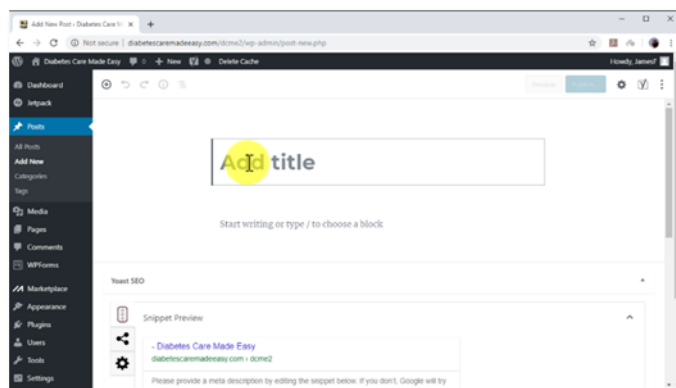 Add New Post ‹ Diabetes Care M
Not secure | diabetescaremadeeasy.com/dcme2/wp-admin/post-new.php
Diabetes Care Made Easy 0 + New Delete Cache Howdy, JamesF
Dashboard
Jetpack
Posts
All Posts
Add New
Categories
Tags
Media
Pages
Comments
WPForms
Marketplace
Appearance
Plugins
Users
Tools
Settings
Add title
Start writing or type / to choose a block
Yoast SEO
Snippet Preview
- Diabetes Care Made Easy
diabetescaremadeeasy.com › dcme2
Please provide a meta description by editing the snippet below. If you don't, Google will try